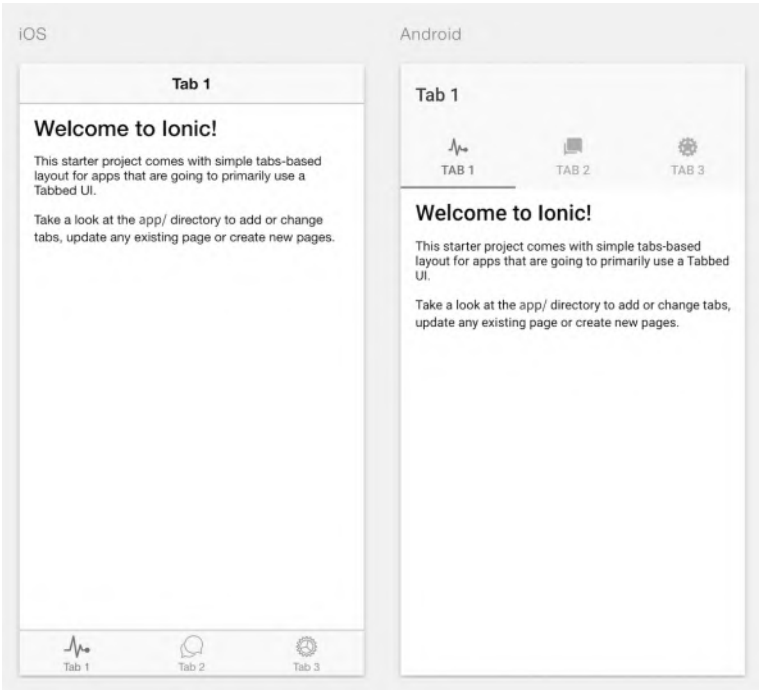 iOS
Tab 1
Welcome to Ionic!
This starter project comes with simple tabs-based
layout for apps that are going to primarily use a
Tabbed UI.
Take a look at the app/ directory to add or change
tabs, update any existing page or create new pages.
Tab 1
Tab 2
Tab 3
Android
Tab 1
TAB 1
TAB 2
TAB 3
Welcome to Ionic!
This starter project comes with simple tabs-based
layout for apps that are going to primarily use a Tabbed
UI.
Take a look at the app/ directory to add or change tabs,
update any existing page or create new pages.